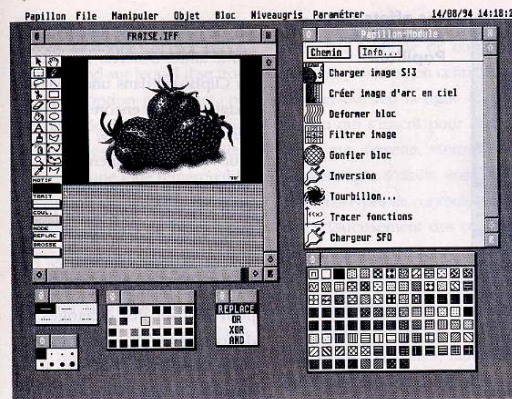 Papillon File Manipuler Objet Bloc Niveaugris Paramétrer 14/08/94 14:18:2
FRAISE.IFF
MOTIF
TRAIT
COUL.
MODE
REPLAC
BROSSE
Papillon-Module
Chemin Info...
Charger image S!3
Créer image d'arc en ciel
Deformer bloc
Filtrer image
Gonfler bloc
Inversion
Tourbillon...
Tracer fonctions
Chargeur SFO
REPLACE
OR
XOR
AND